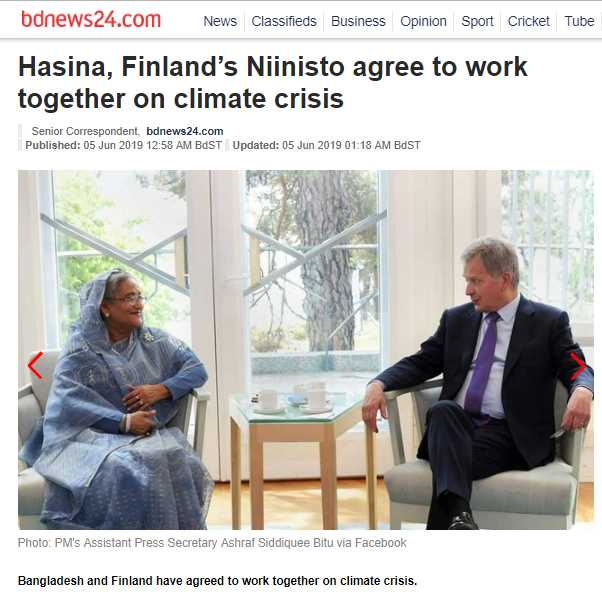 bdnews24.com
News Classifieds Business Opinion Sport Cricket Tube
Hasina, Finland’s Niinisto agree to work
together on climate crisis
Senior Correspondent, bdnews24.com
Published: 05 Jun 2019 12:58 AM BdST Updated: 05 Jun 2019 01:18 AM BdST
Photo: PM's Assistant Press Secretary Ashraf Siddiquee Bitu via Facebook
Bangladesh and Finland have agreed to work together on climate crisis.